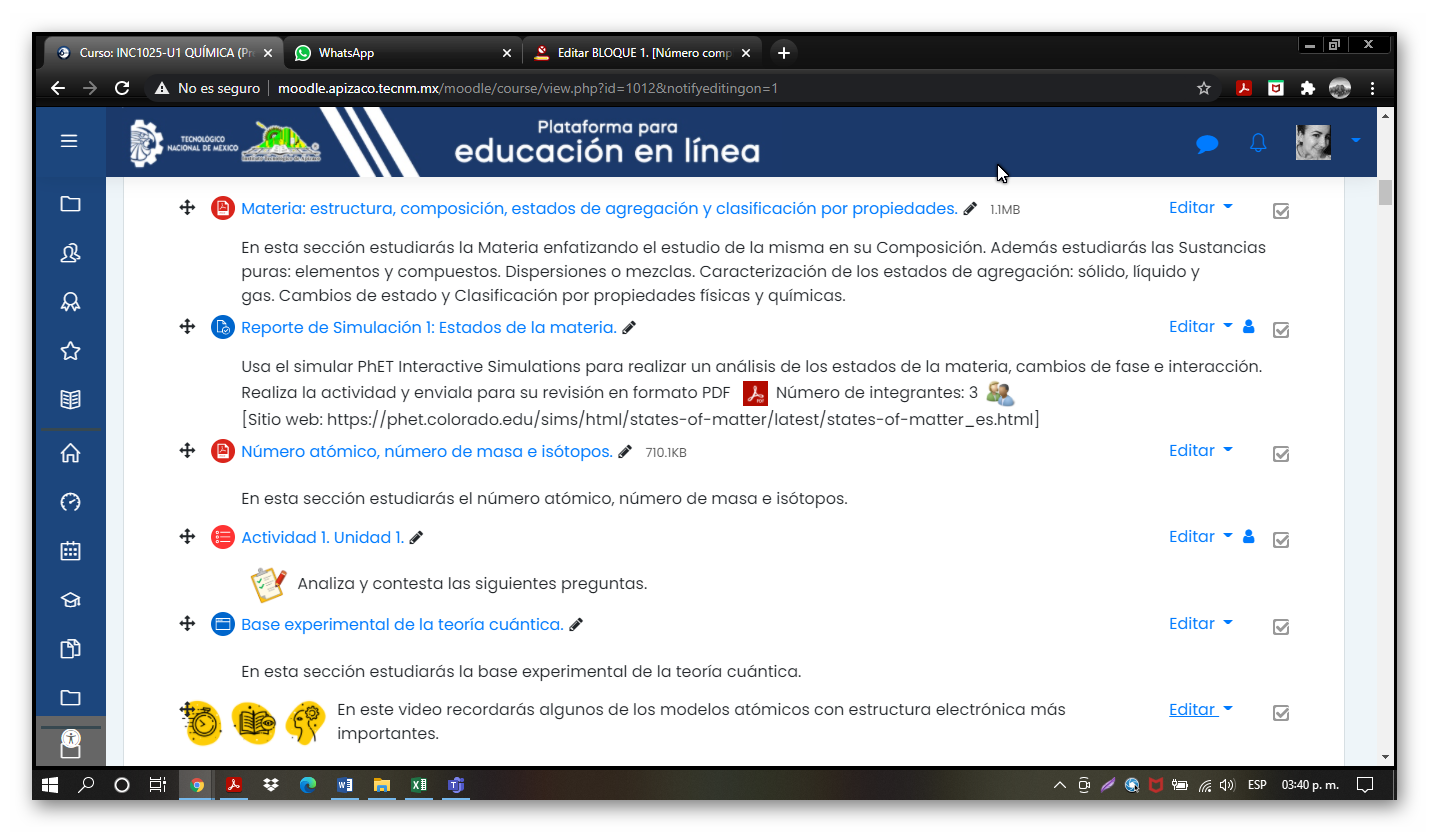 Curso: INC1025-U1 QUÍMICA (Pr
WhatsApp
Editar BLOQUE 1. [Número comp
No es seguro | moodle.apizaco.tecnm.mx/moodle/course/view.php?id=1012&notifyeditingon=1
TECNOLÓGICO
NACIONAL DE MÉXICO
Plataforma para
educación en línea
Materia: estructura, composición, estados de agregación y clasificación por propiedades. 1.1MB Editar
En esta sección estudiarás la Materia enfatizando el estudio de la misma en su Composición. Además estudiarás las Sustancias
puras: elementos y compuestos. Dispersiones o mezclas. Caracterización de los estados de agregación: sólido, líquido y
gas. Cambios de estado y Clasificación por propiedades físicas y químicas.
Reporte de Simulación 1: Estados de la materia. Editar
Usa el simular PhET Interactive Simulations para realizar un análisis de los estados de la materia, cambios de fase e interacción.
Realiza la actividad y enviala para su revisión en formato PDF Número de integrantes: 3
[Sitio web: https://phet.colorado.edu/sims/html/states-of-matter/latest/states-of-matter_es.html]
Número atómico, número de masa e isótopos. 710.1KB Editar
En esta sección estudiarás el número atómico, número de masa e isótopos.
Actividad 1. Unidad 1. Editar
Analiza y contesta las siguientes preguntas.
Base experimental de la teoría cuántica. Editar
En esta sección estudiarás la base experimental de la teoría cuántica.
En este video recordarás algunos de los modelos atómicos con estructura electrónica más Editar
importantes.
ESP 03:40 p. m.